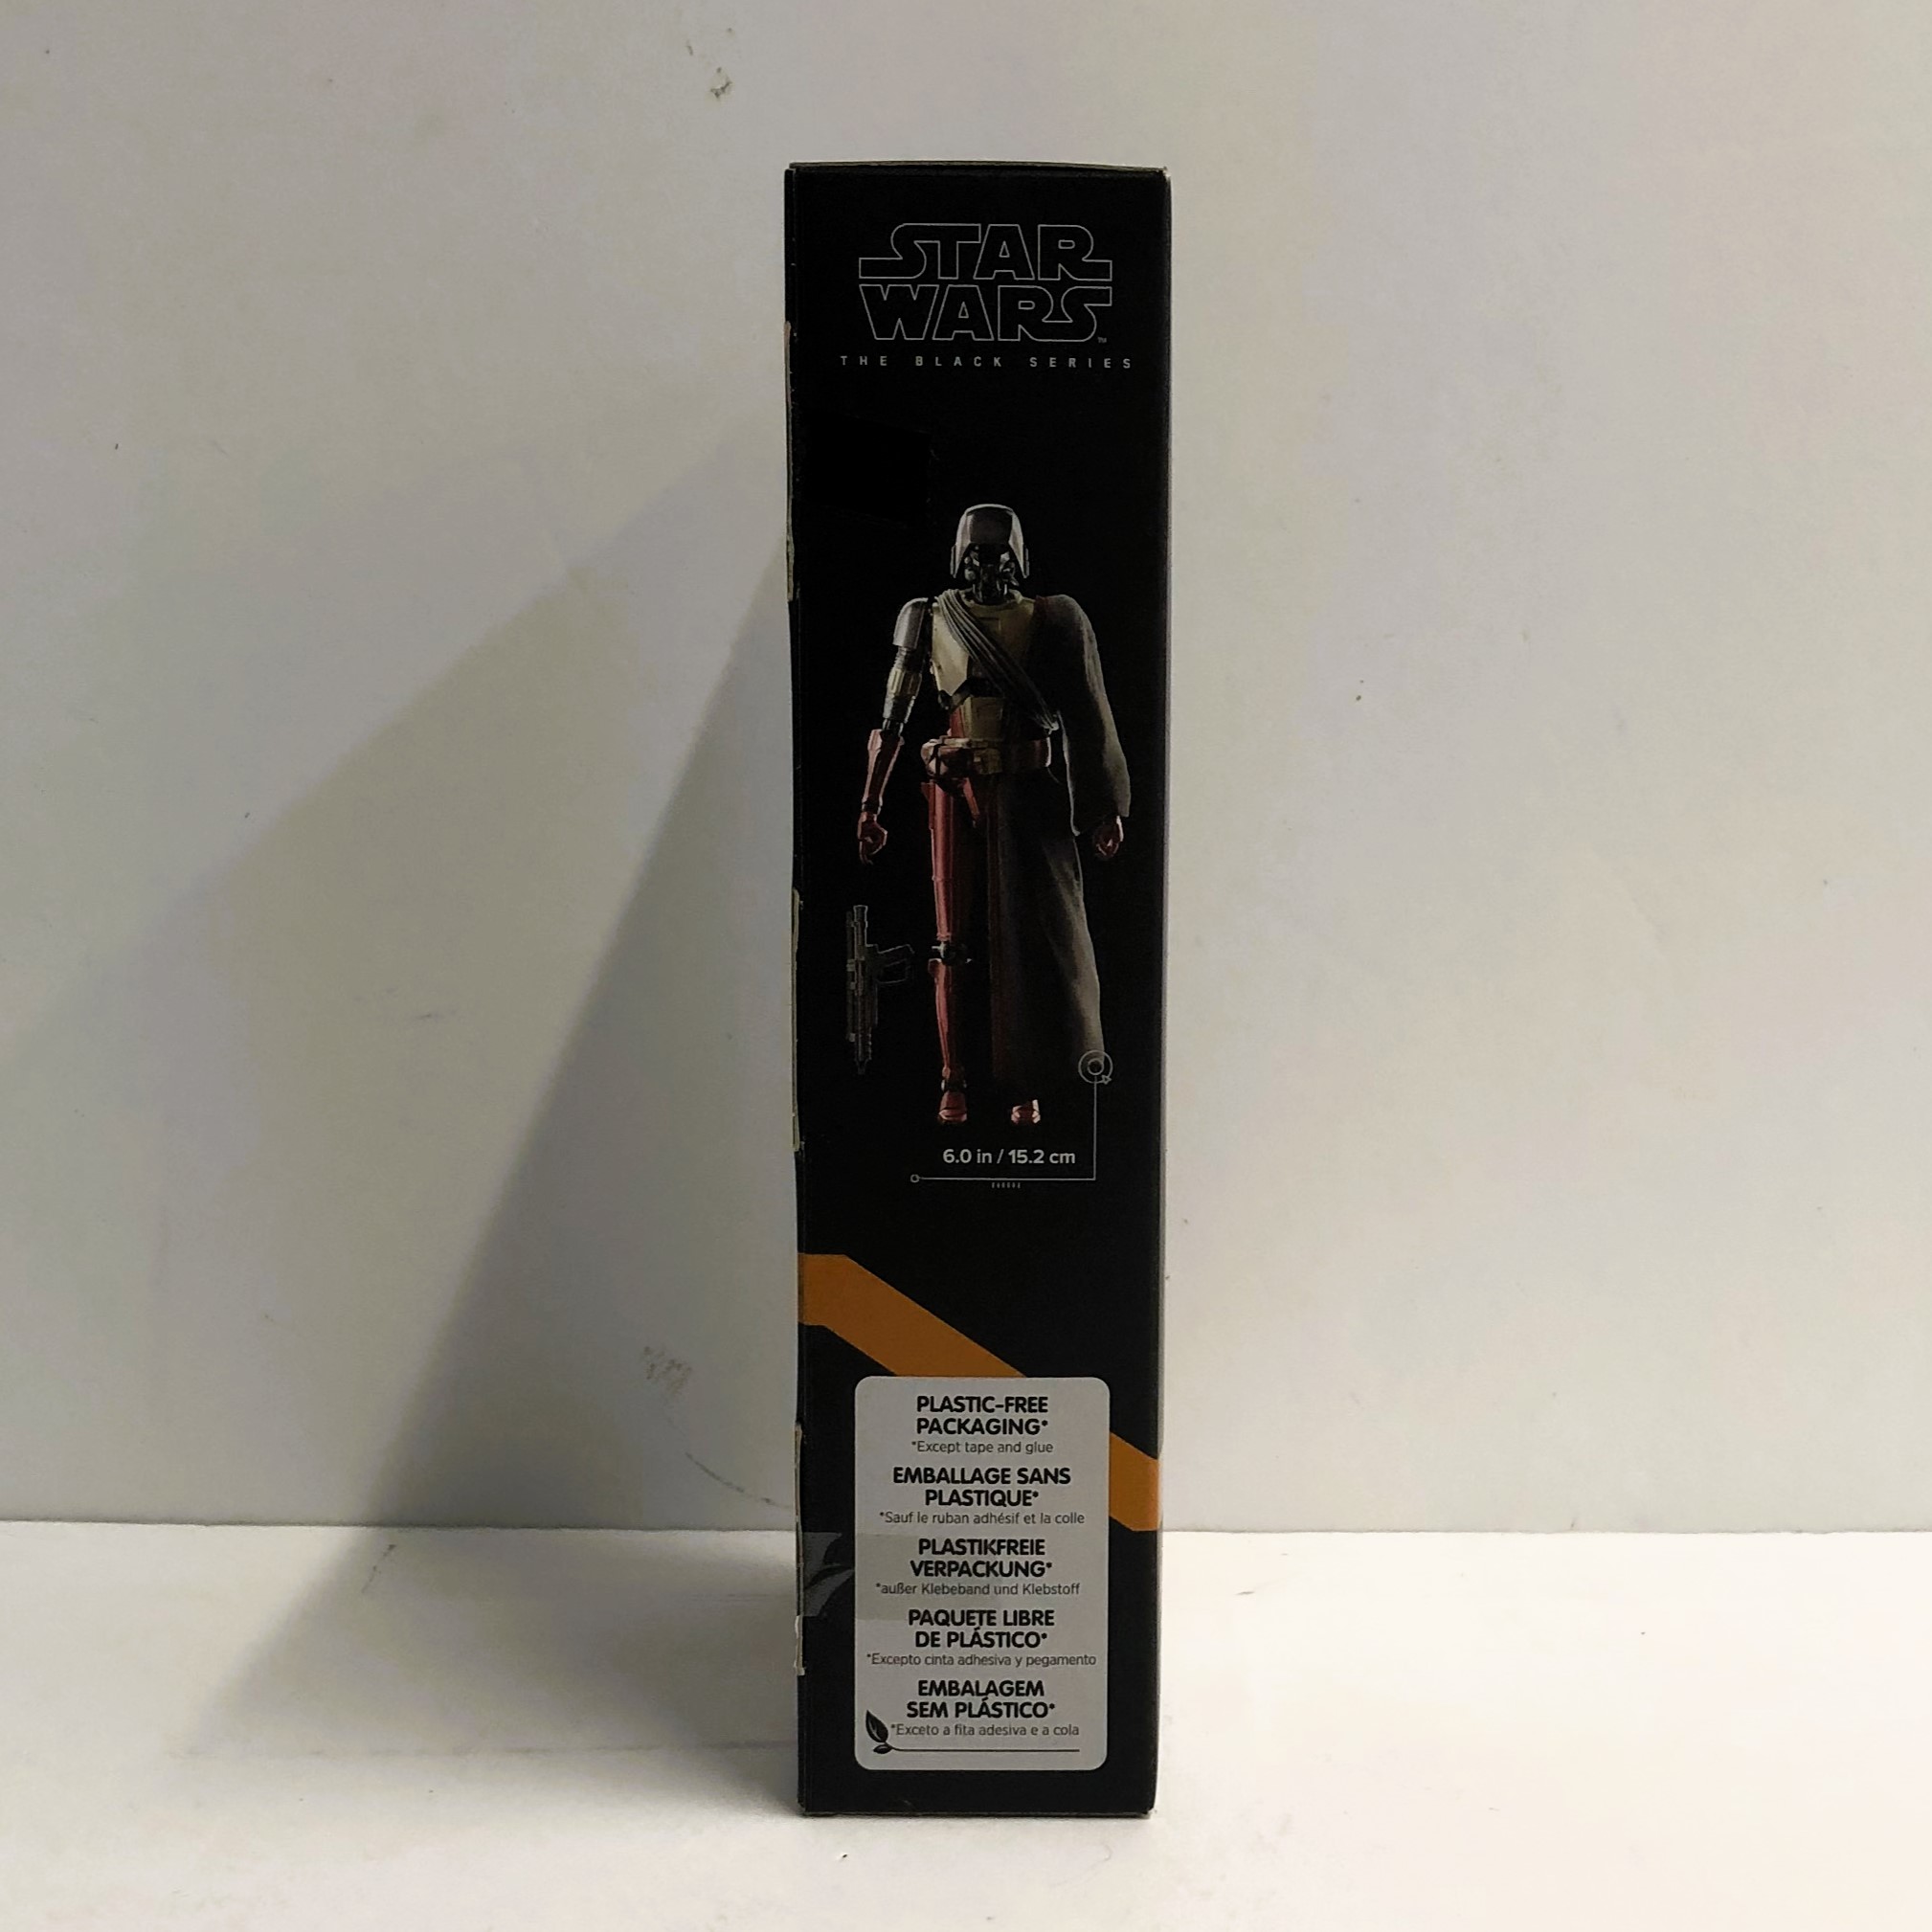 STAR
WARS™
THE BLACK SERIES
6.0 in / 15.2 cm
PLASTIC-FREE
PACKAGING*
*Except tape and glue
EMBALLAGE SANS
PLASTIQUE*
*Sauf le ruban adhésif et la colle
PLASTIKFREIE
VERPACKUNG*
*außer Klebeband und Klebstoff
PAQUETE LIBRE
DE PLÁSTICO*
*Excepto cinta adhesiva y pegamento
EMBALAGEM
SEM PLÁSTICO*
*Exceto a fita adesiva e a cola